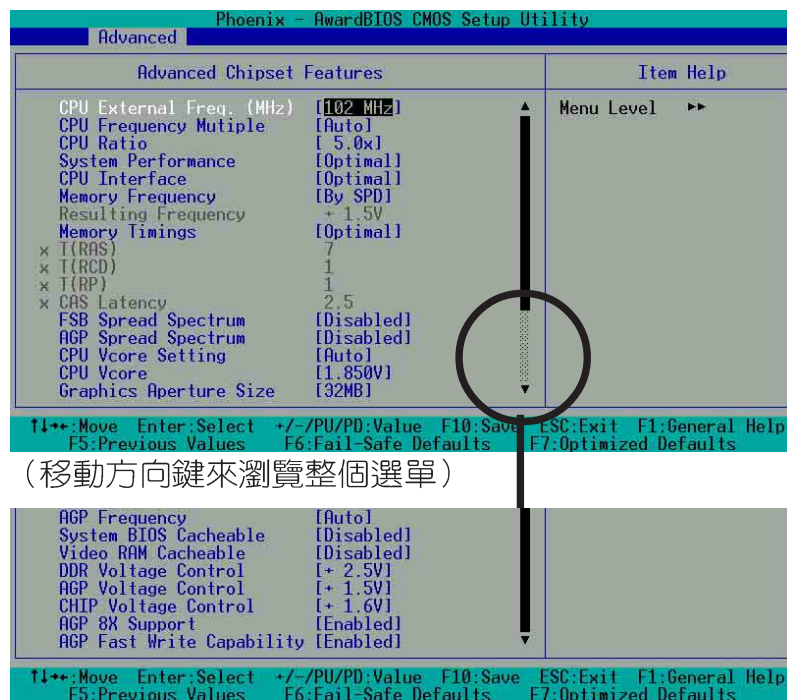 Phoenix - AwardBIOS CMOS Setup Utility
Advanced
Advanced Chipset Features
Item Help
CPU External Freq. (MHz) [102 MHz]
Menu Level ▸▸
CPU Frequency Mutiple [Auto]
CPU Ratio [ 5.0x]
System Performance [Optimal]
CPU Interface [Optimal]
Memory Frequency [By SPD]
Resulting Frequency + 1.5V
Memory Timings [Optimal]
x T(RAS) 7
x T(RCD) 1
x T(RP) 1
x CAS Latency 2.5
FSB Spread Spectrum [Disabled]
AGP Spread Spectrum [Disabled]
CPU Vcore Setting [Auto]
CPU Vcore [1.850V]
Graphics Aperture Size [32MB]
↑↓→←:Move Enter:Select +/-/PU/PD:Value F10:Save ESC:Exit F1:General Help
F5:Previous Values F6:Fail-Safe Defaults F7:Optimized Defaults
（移動方向鍵來瀏覽整個選單）
AGP Frequency [Auto]
System BIOS Cacheable [Disabled]
Video RAM Cacheable [Disabled]
DDR Voltage Control [+ 2.5V]
AGP Voltage Control [+ 1.5V]
CHIP Voltage Control [+ 1.6V]
AGP 8X Support [Enabled]
AGP Fast Write Capability [Enabled]
↑↓→←:Move Enter:Select +/-/PU/PD:Value F10:Save ESC:Exit F1:General Help
F5:Previous Values F6:Fail-Safe Defaults F7:Optimized Defaults